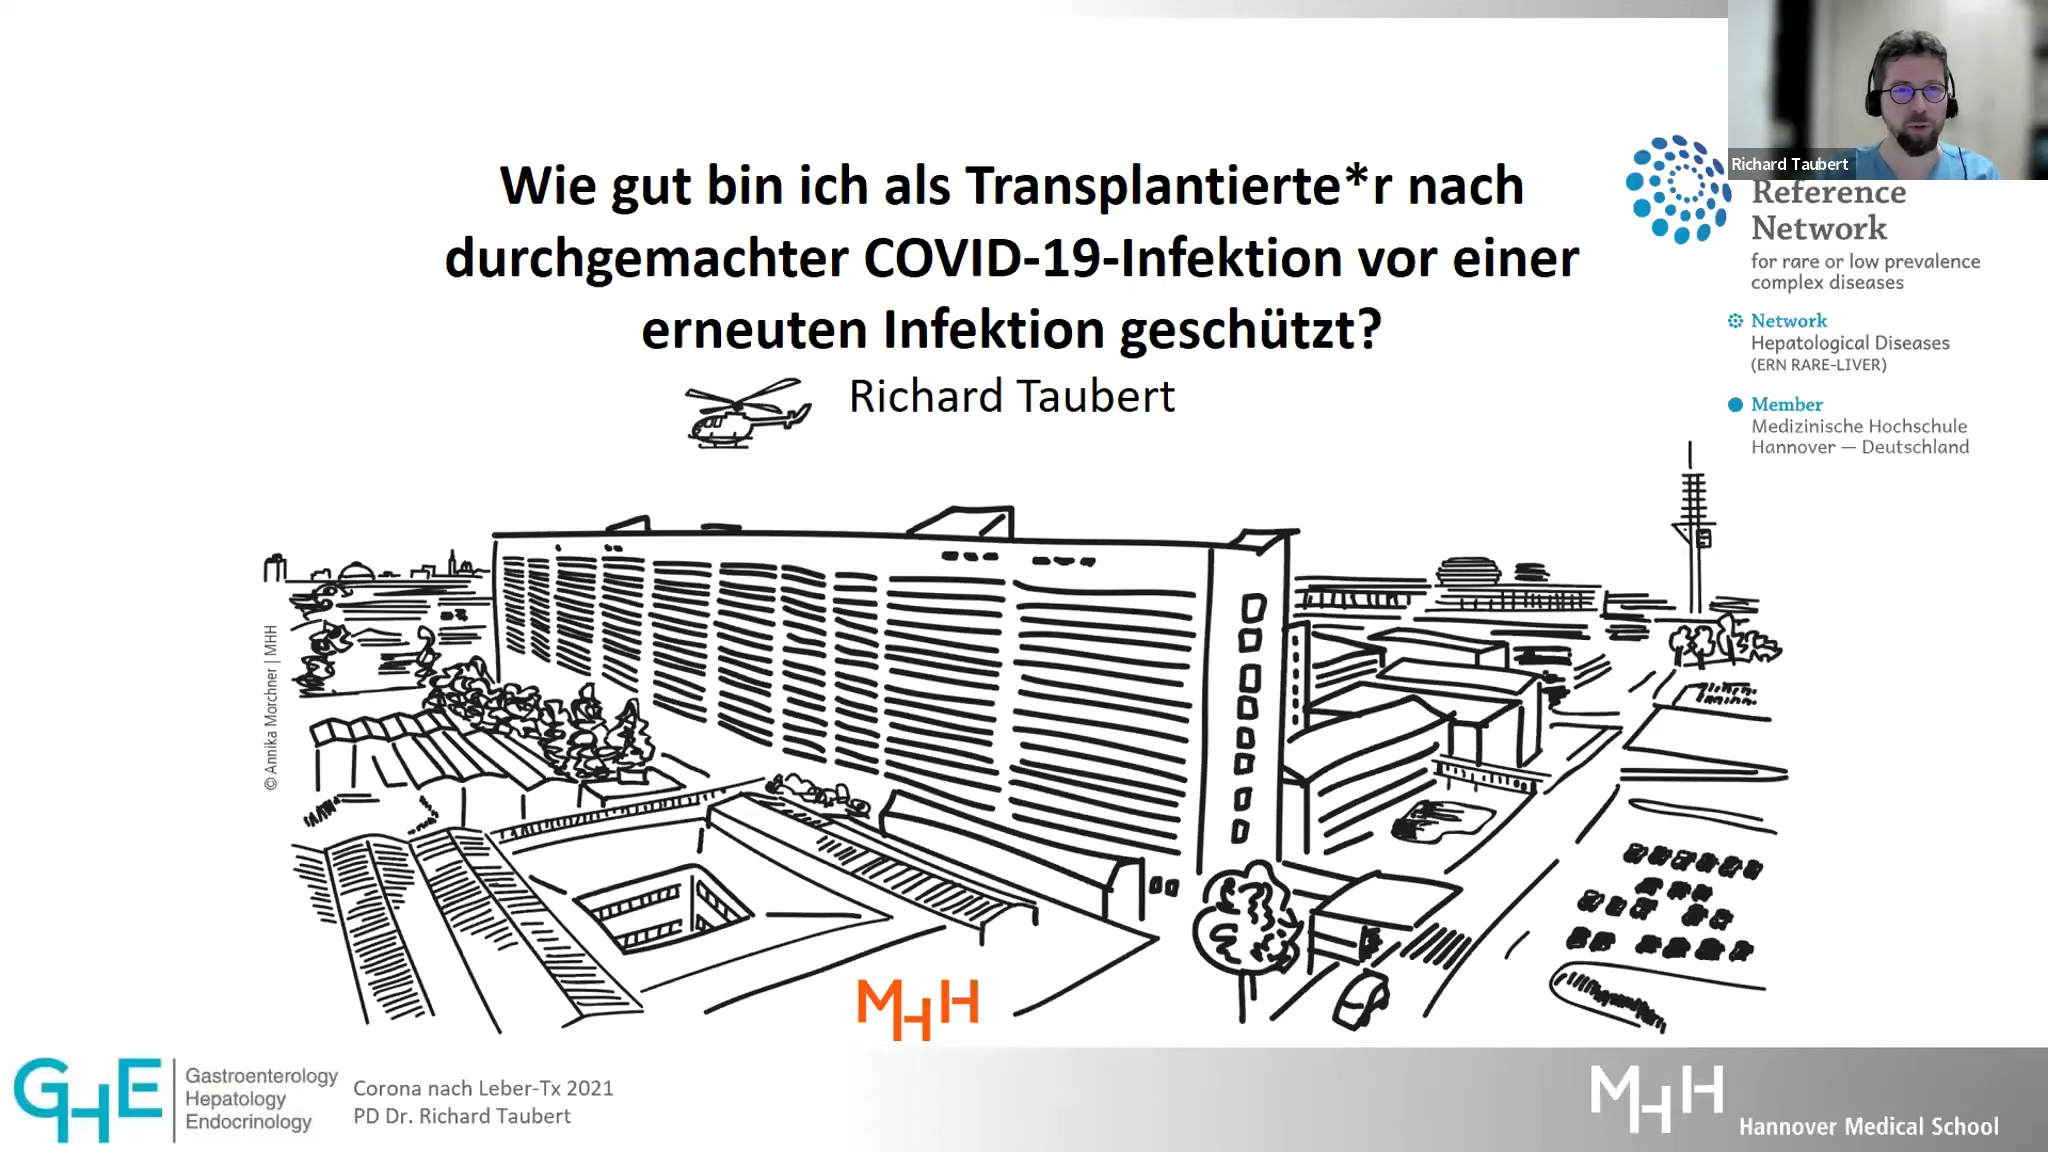 Wie gut bin ich als Transplantierte*r nach
durchgemachter COVID-19-Infektion vor einer
erneuten Infektion geschützt?
Richard Taubert
Richard Taubert
Reference
Network
for rare or low prevalence
complex diseases
Network
Hepatological Diseases
(ERN RARE-LIVER)
Member
Medizinische Hochschule
Hannover — Deutschland
© Annika Morchner | MHH
MHH
GHE
Gastroenterology
Hepatology
Endocrinology
Corona nach Leber-Tx 2021
PD Dr. Richard Taubert
MHH
Hannover Medical School